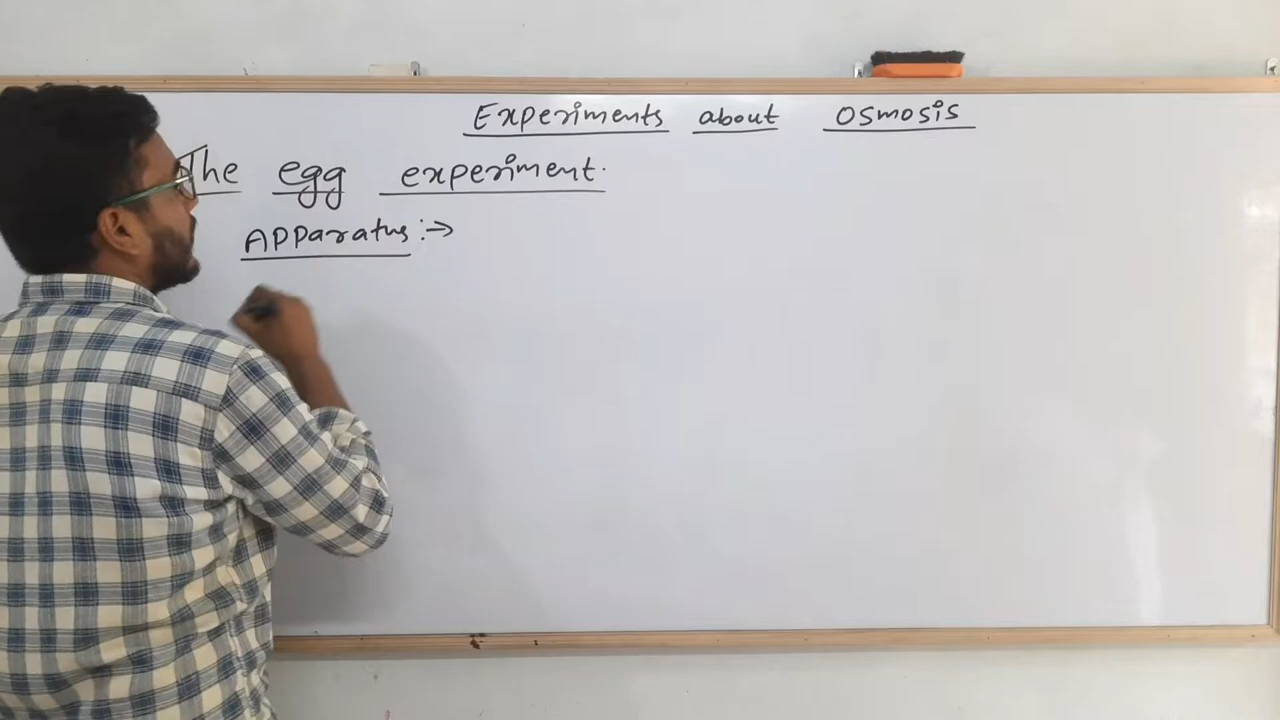 Experiments about Osmosis
The egg experiment.
Apparatus :→